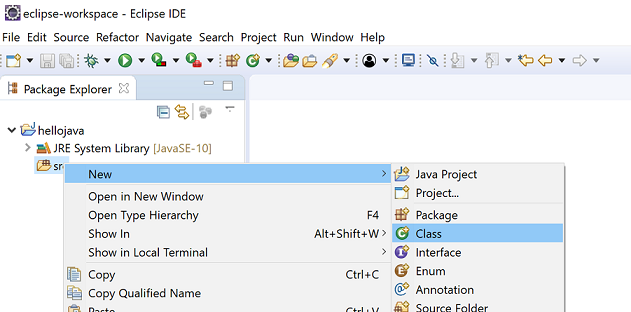 eclipse-workspace - Eclipse IDE
File Edit Source Refactor Navigate Search Project Run Window Help
Package Explorer
hellojava
JRE System Library [JavaSE-10]
New
Java Project
Project...
Open in New Window
Package
Open Type Hierarchy F4
Class
Show In Alt+Shift+W
Interface
Show in Local Terminal
Enum
Copy Ctrl+C
Annotation
Copy Qualified Name
Source Folder
Paste Ctrl+V